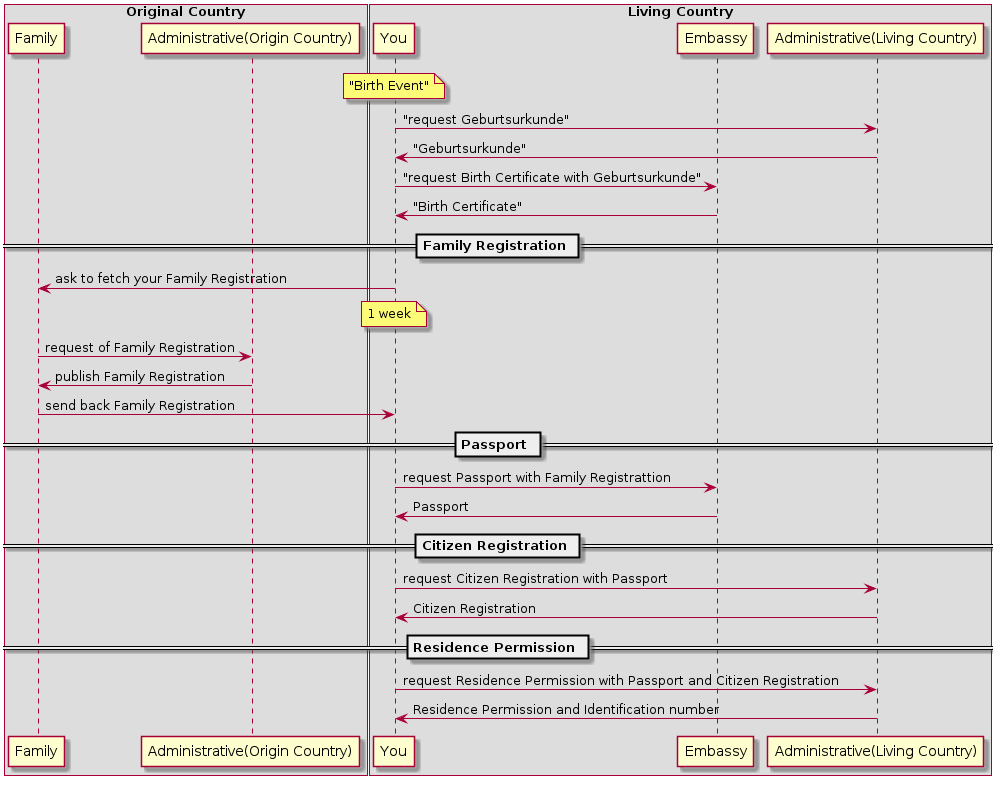 Original Country
Living Country
Family
Administrative(Origin Country)
You
Embassy
Administrative(Living Country)
"Birth Event"
"request Geburtsurkunde"
"Geburtsurkunde"
"request Birth Certificate with Geburtsurkunde"
"Birth Certificate"
Family Registration
ask to fetch your Family Registration
1 week
request of Family Registration
publish Family Registration
send back Family Registration
Passport
request Passport with Family Registrattion
Passport
Citizen Registration
request Citizen Registration with Passport
Citizen Registration
Residence Permission
request Residence Permission with Passport and Citizen Registration
Residence Permission and Identification number
Family
Administrative(Origin Country)
You
Embassy
Administrative(Living Country)